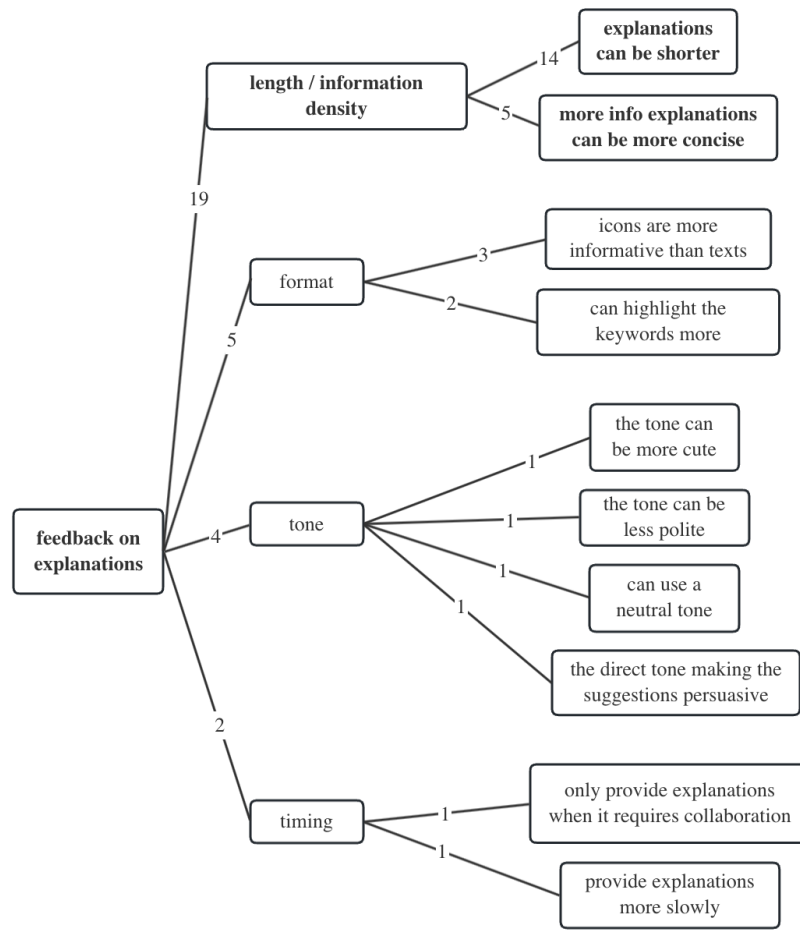 explanations
can be shorter
14
length / information
density
5
more info explanations
can be more concise
19
icons are more
informative than texts
3
format
2
can highlight the
keywords more
5
the tone can
be more cute
1
the tone can be
less polite
1
tone
4
feedback on
explanations
can use a
neutral tone
1
1
the direct tone making the
suggestions persuasive
2
only provide explanations
when it requires collaboration
1
timing
1
provide explanations
more slowly